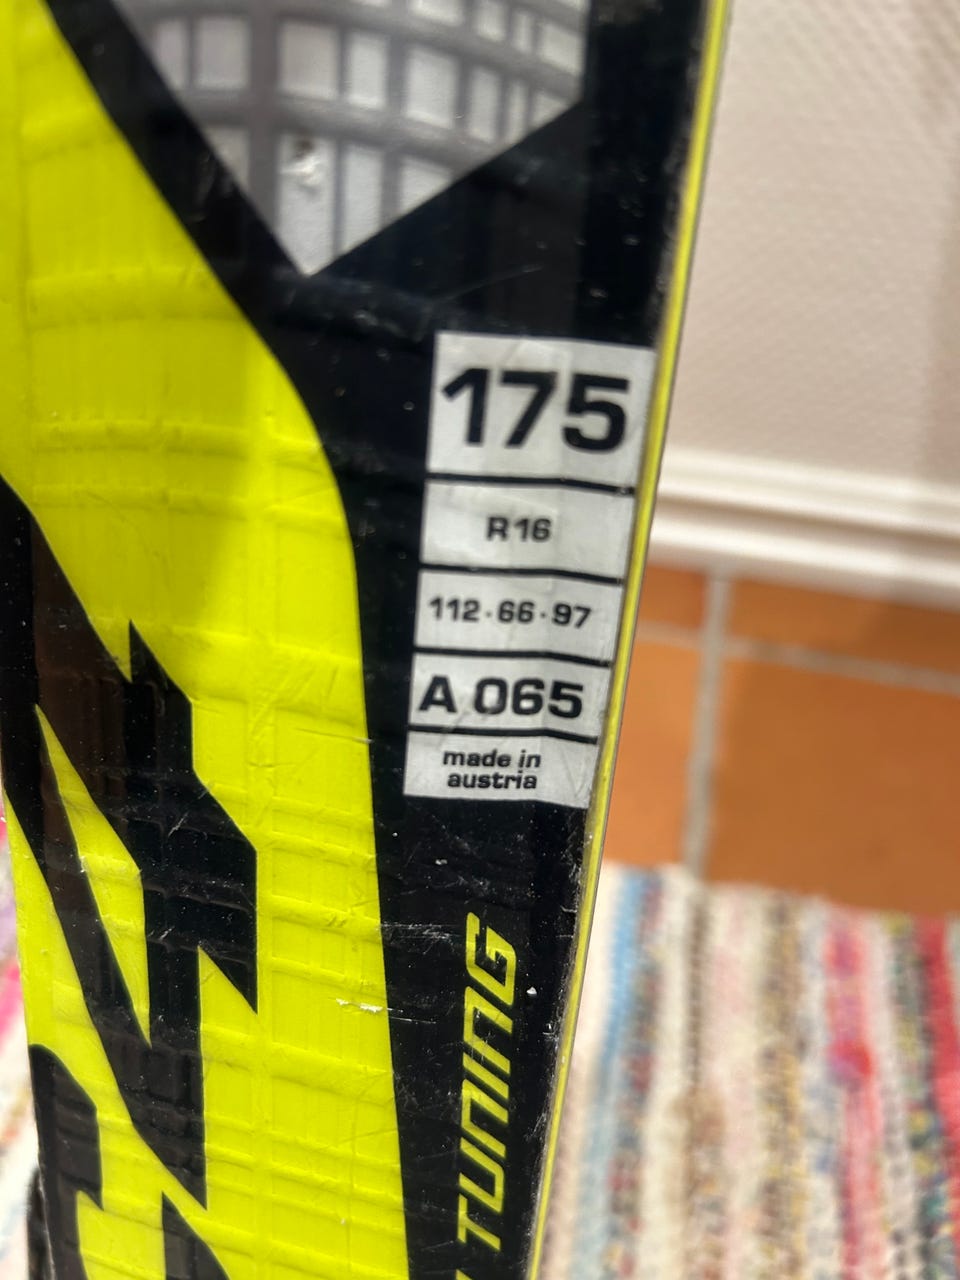 175
R16
112·66·97
A 065
made in
austria
TUNING